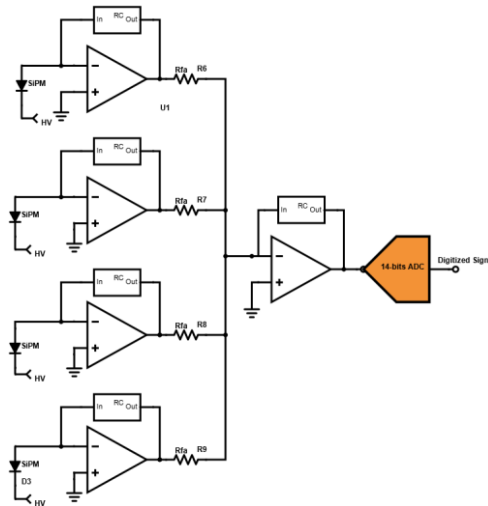 In RC Out
SiPM
HV
Rfa R6
U1
In RC Out
SiPM
HV
Rfa R7
In RC Out
14-bits ADC
Digitized Sign
In RC Out
SiPM
HV
Rfa R8
In RC Out
SiPM
D3
HV
Rfa R9